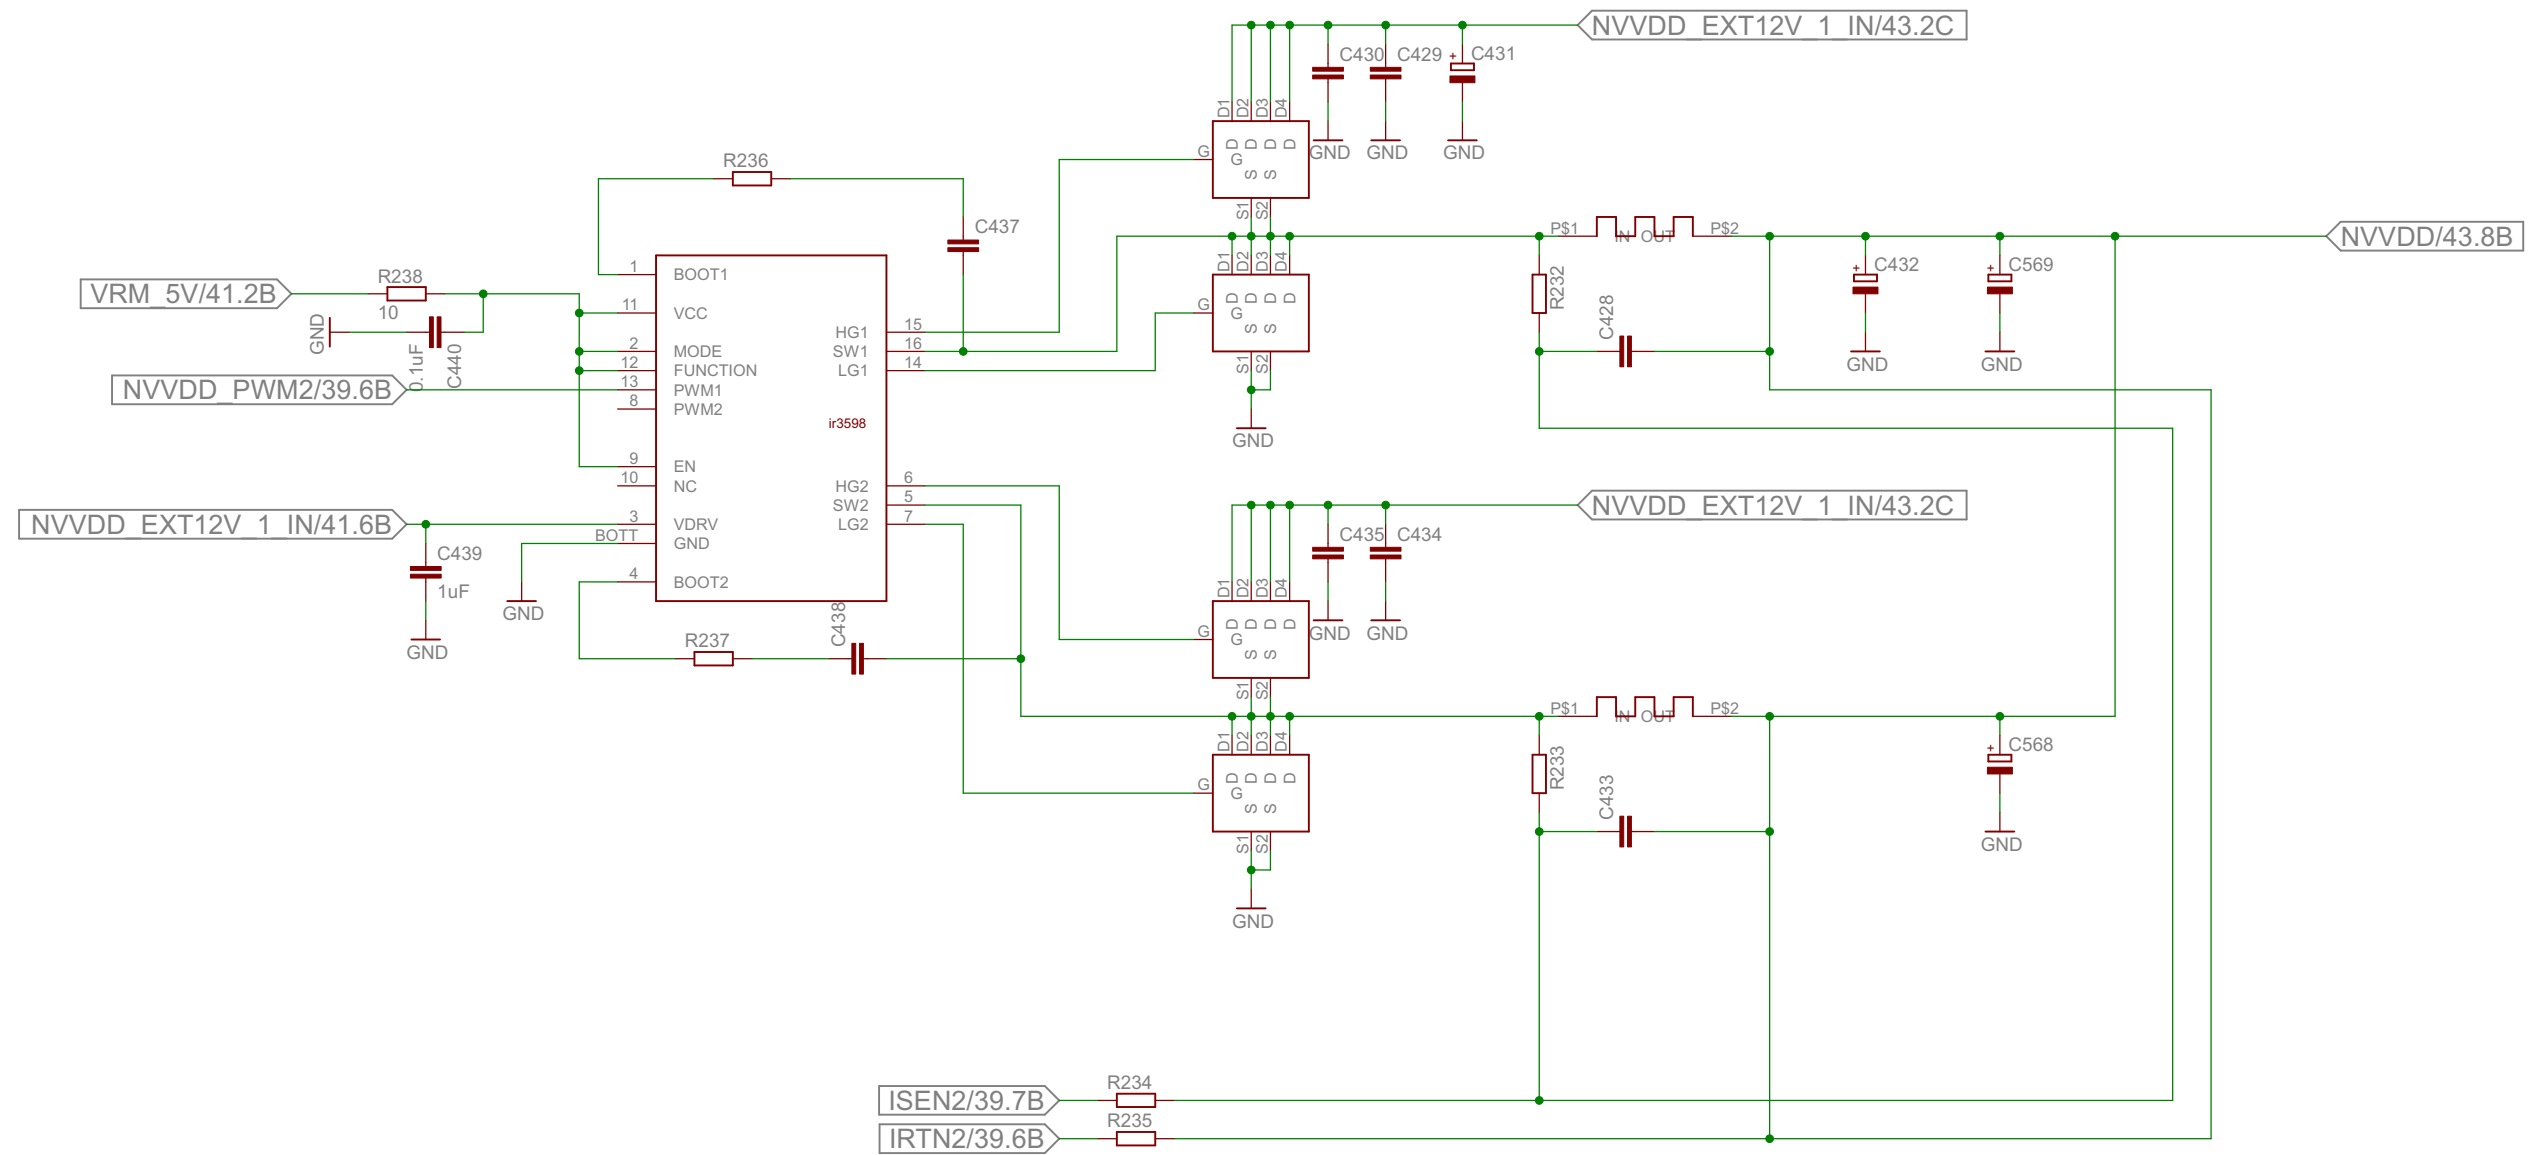 NVVDD_EXT12V_1_IN/43.2C
C430
C429
C431
+
D1
D2
D3
D4
D D D D
G
G
S S
S1
S2
GND
GND
GND
R236
C437
P$1
IN OUT
P$2
NVVDD/43.8B
D1
D2
D3
D4
D D D D
G
G
S S
S1
S2
GND
R232
C428
+
C432
GND
+
C569
GND
VRM_5V/41.2B
R238
10
GND
0.1uF
C440
NVVDD_PWM2/39.6B
NVVDD_EXT12V_1_IN/41.6B
C439
1uF
GND
GND
1
BOOT1
11
VCC
2
MODE
12
FUNCTION
13
PWM1
8
PWM2
ir3598
9
EN
10
NC
3
VDRV
BOTT
GND
4
BOOT2
HG1
15
SW1
16
LG1
14
HG2
6
SW2
5
LG2
7
R237
C438
NVVDD_EXT12V_1_IN/43.2C
C435
C434
D1
D2
D3
D4
D D D D
G
G
S S
S1
S2
GND
GND
P$1
IN OUT
P$2
D1
D2
D3
D4
D D D D
G
G
S S
S1
S2
GND
R233
C433
+
C568
GND
ISEN2/39.7B
R234
IRTN2/39.6B
R235